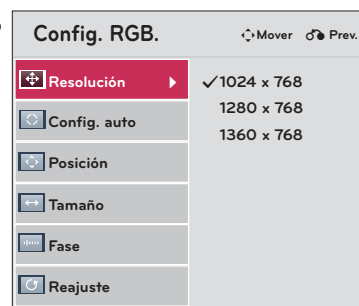 Config. RGB.
Mover Prev.
Resolución
1024 x 768
1280 x 768
1360 x 768
Config. auto
Posición
Tamaño
Fase
Reajuste